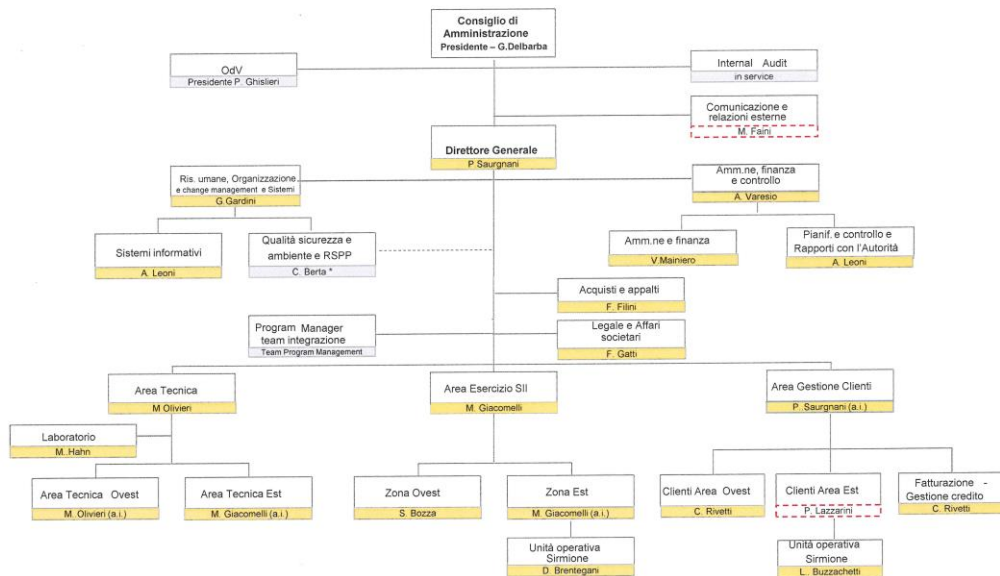 Consiglio di
Amministrazione
Presidente – G.Delbarba
OdV
Presidente P. Ghislieri
Internal Audit
in service
Comunicazione e
relazioni esterne
M. Faini
Direttore Generale
P Saurgnani
Ris. umane, Organizzazione
e change management e Sistemi
G.Gardini
Amm.ne, finanza
e controllo
A. Varesio
Sistemi informativi
A. Leoni
Qualità sicurezza e
ambiente e RSPP
C. Berta *
Amm.ne e finanza
V.Mainiero
Pianif. e controllo e
Rapporti con l'Autorità
A. Leoni
Acquisti e appalti
F. Filini
Program Manager
team integrazione
Team Program Management
Legale e Affari
societari
F. Gatti
Area Tecnica
M Olivieri
Area Esercizio SII
M. Giacomelli
Area Gestione Clienti
P. Saurgnani (a.i.)
Laboratorio
M..Hahn
Area Tecnica Ovest
M. Olivieri (a.i.)
Area Tecnica Est
M. Giacomelli (a.i.)
Zona Ovest
S. Bozza
Zona Est
M. Giacomelli (a.i.)
Clienti Area Ovest
C. Rivetti
Clienti Area Est
P. Lazzarini
Fatturazione -
Gestione credito
C. Rivetti
Unità operativa
Sirmione
D. Brentegani
Unità operativa
Sirmione
L.. Buzzachetti